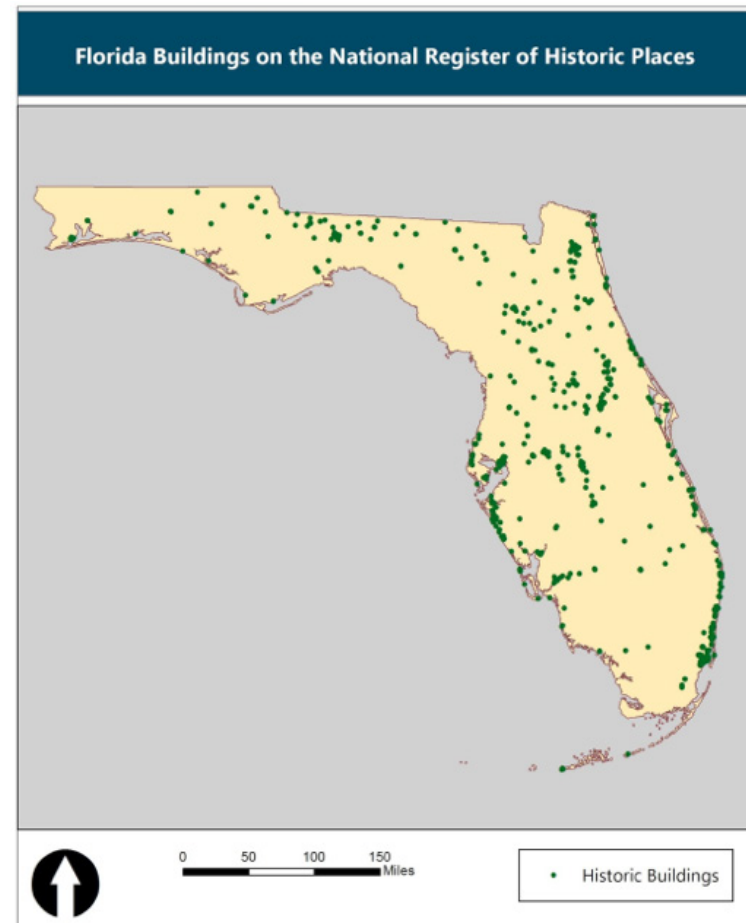 Florida Buildings on the National Register of Historic Places
0 50 100 150
Miles
Historic Buildings